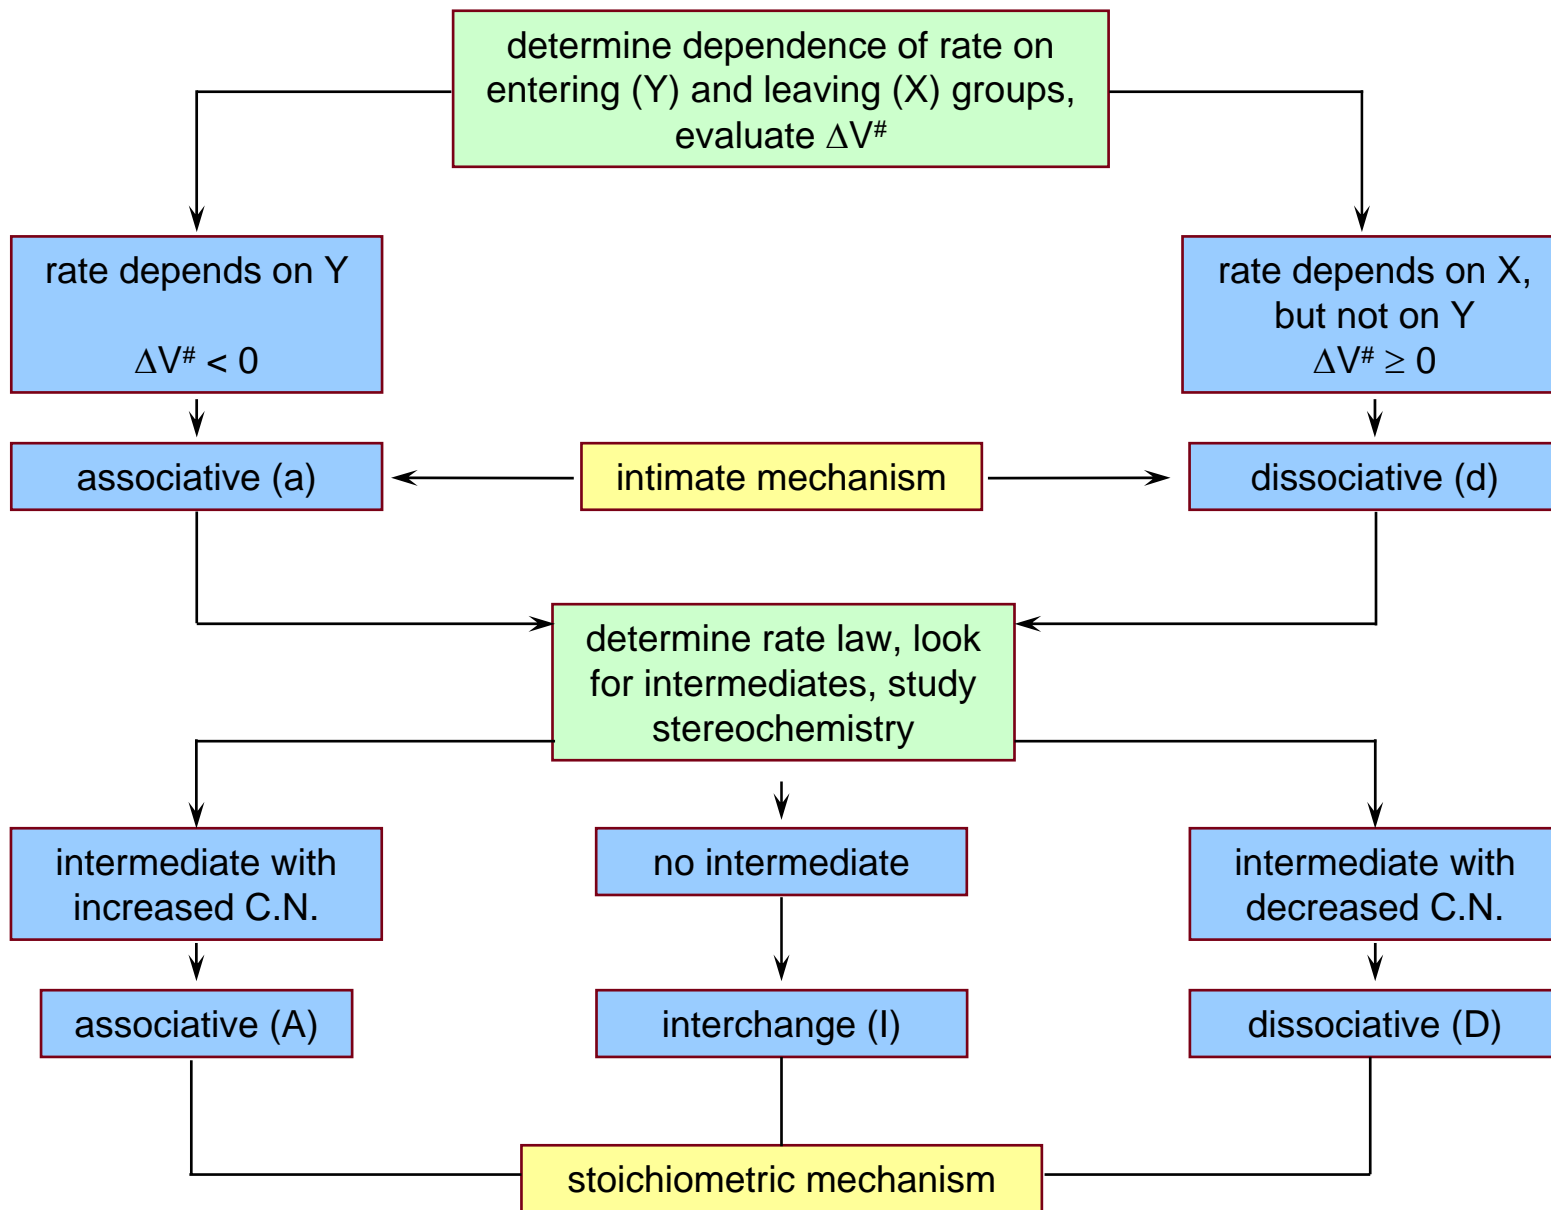 determine dependence of rate on
entering (Y) and leaving (X) groups,
evaluate ΔV#
rate depends on Y
ΔV# < 0
rate depends on X,
but not on Y
ΔV# ≥ 0
associative (a)
intimate mechanism
dissociative (d)
determine rate law, look
for intermediates, study
stereochemistry
intermediate with
increased C.N.
no intermediate
intermediate with
decreased C.N.
associative (A)
interchange (I)
dissociative (D)
stoichiometric mechanism